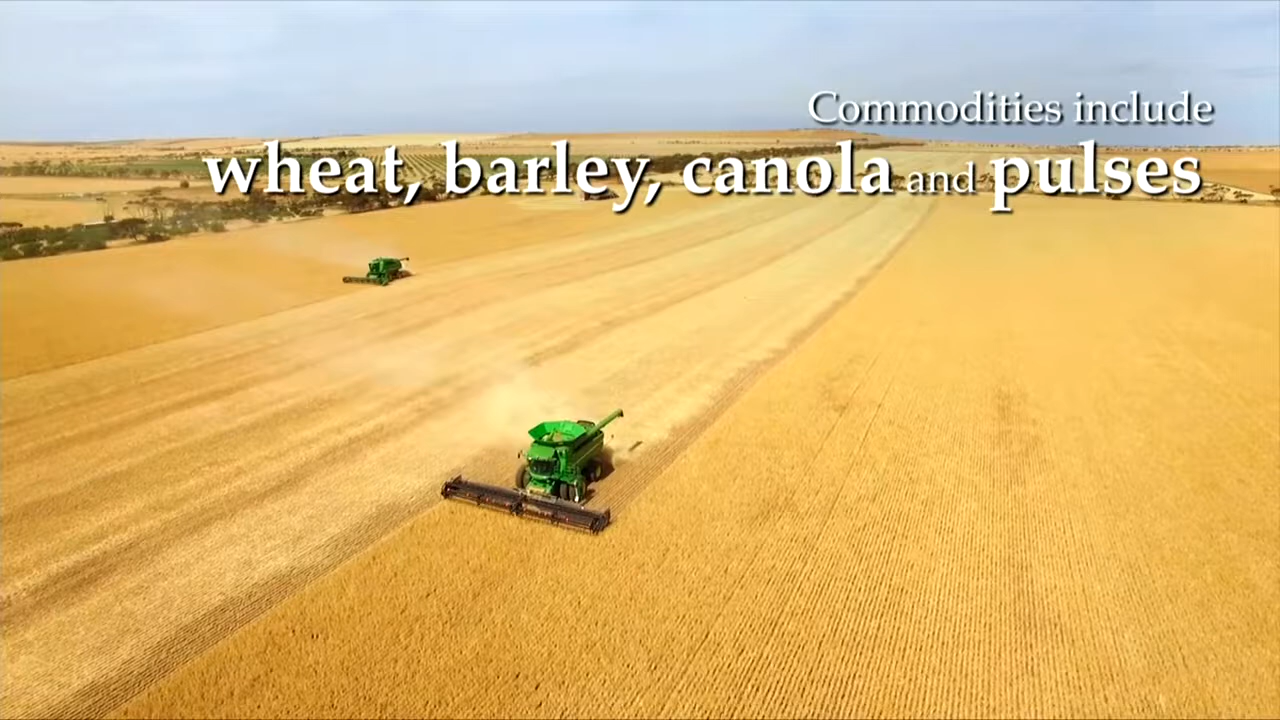 Commodities include
wheat, barley, canola and pulses